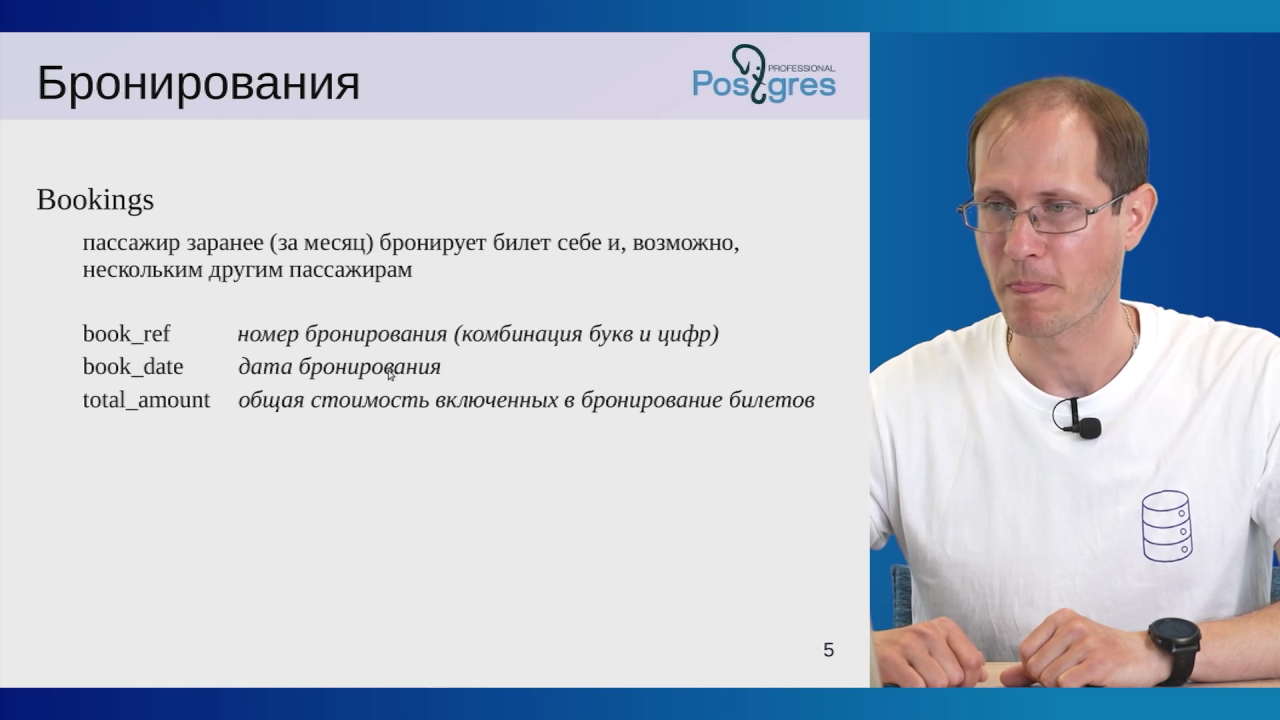 Бронирования
PROFESSIONAL
Postgres
Bookings
пассажир заранее (за месяц) бронирует билет себе и, возможно,
нескольким другим пассажирам
book_ref номер бронирования (комбинация букв и цифр)
book_date дата бронирования
total_amount общая стоимость включенных в бронирование билетов
5